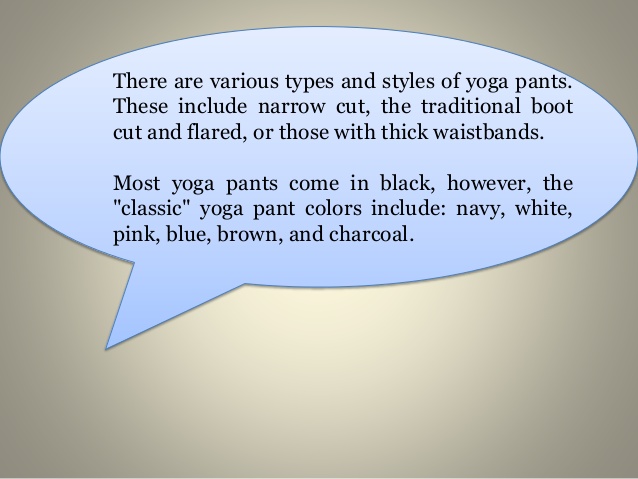 There are various types and styles of yoga pants.
These include narrow cut, the traditional boot
cut and flared, or those with thick waistbands.
Most yoga pants come in black, however, the
"classic" yoga pant colors include: navy, white,
pink, blue, brown, and charcoal.